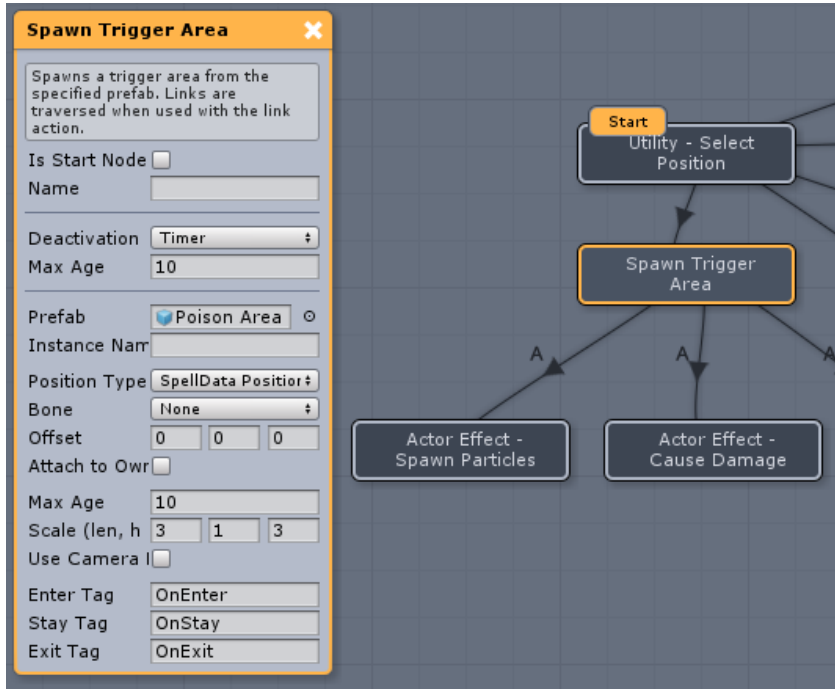 Spawn Trigger Area
Spawns a trigger area from the
specified prefab. Links are
traversed when used with the link
action.
Is Start Node
Name
Deactivation Timer
Max Age 10
Prefab Poison Area
Instance Nam
Position Type SpellData Position
Bone None
Offset 0 0 0
Attach to Owr
Max Age 10
Scale (len, h 3 1 3
Use Camera I
Enter Tag OnEnter
Stay Tag OnStay
Exit Tag OnExit
Start
Utility - Select
Position
Spawn Trigger
Area
A A A
Actor Effect -
Spawn Particles
Actor Effect -
Cause Damage